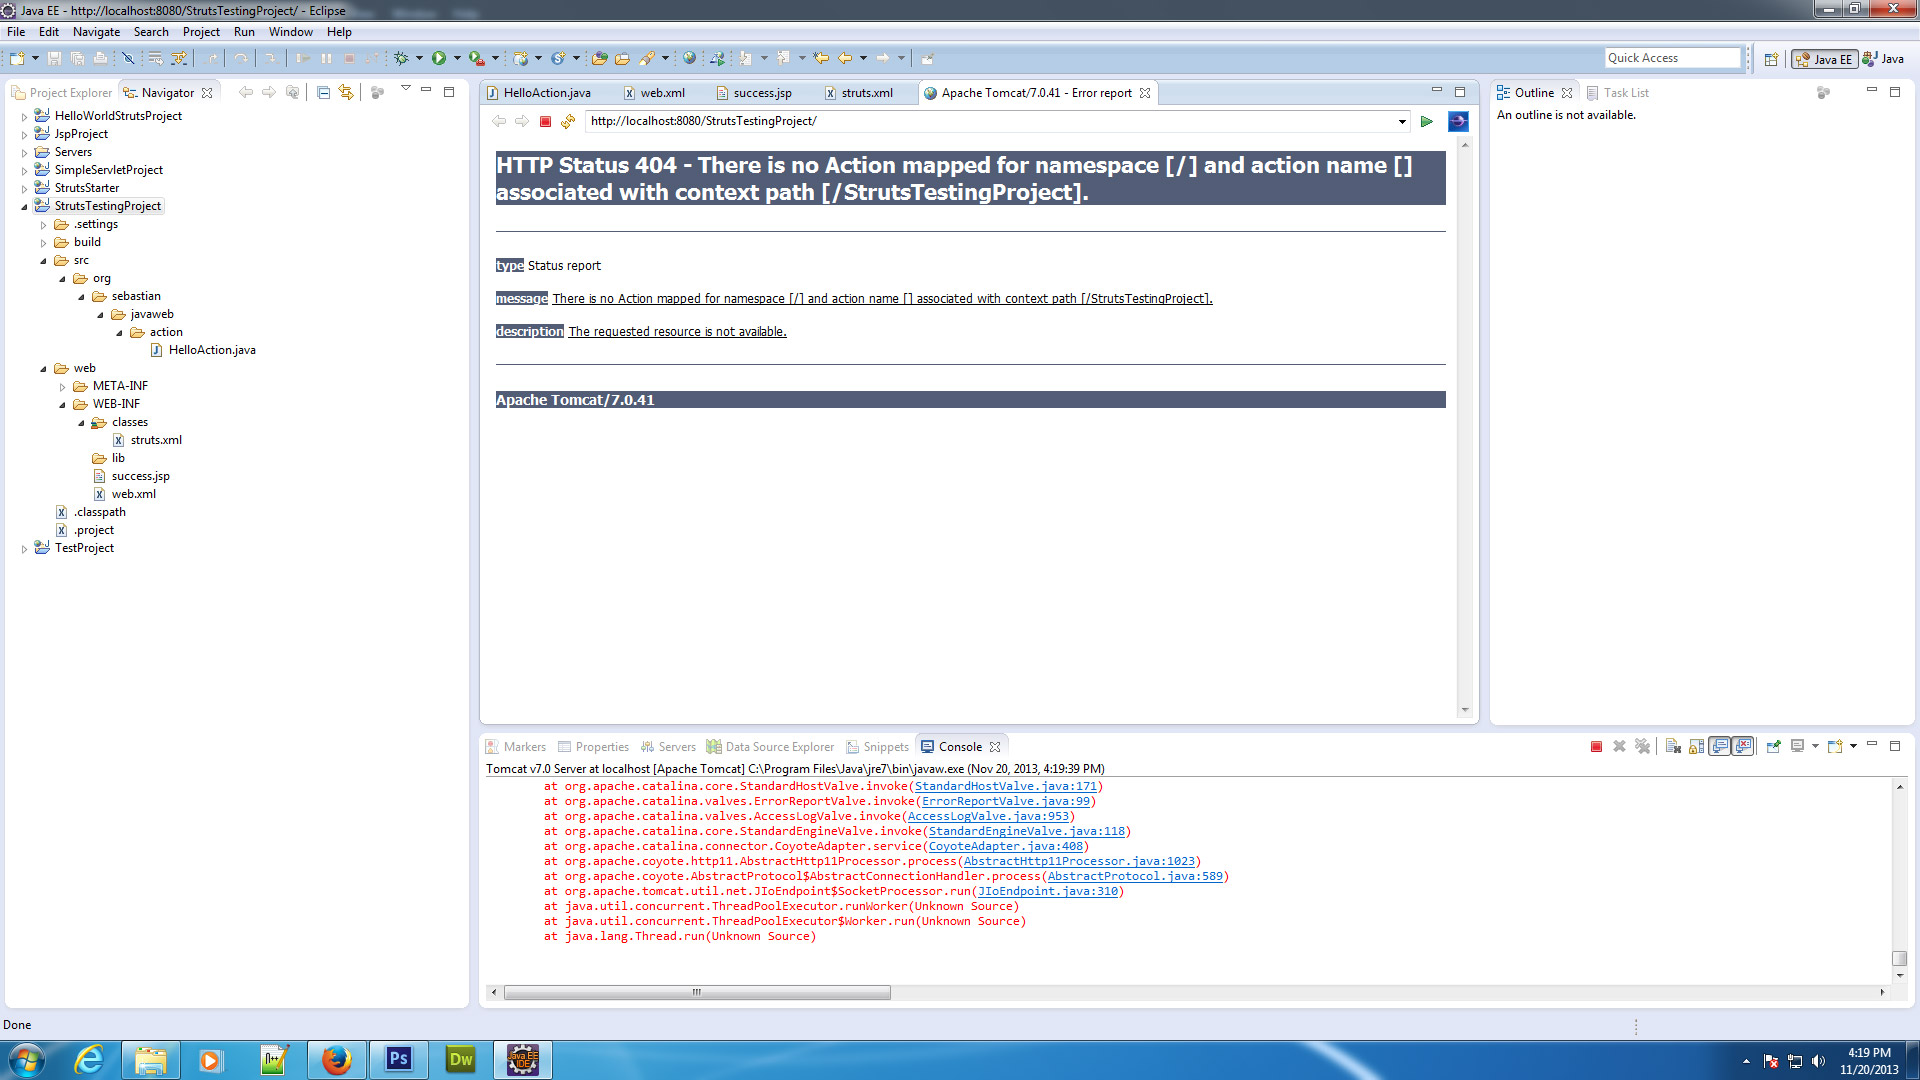 Java EE - http://localhost:8080/StrutsTestingProject/ - Eclipse
File Edit Navigate Search Project Run Window Help
Quick Access
Java EE
Java
Project Explorer
Navigator
HelloWorldStrutsProject
JspProject
Servers
SimpleServletProject
StrutsStarter
StrutsTestingProject
.settings
build
src
org
sebastian
javaweb
action
HelloAction.java
web
META-INF
WEB-INF
classes
struts.xml
lib
success.jsp
web.xml
.classpath
.project
TestProject
HelloAction.java
web.xml
success.jsp
struts.xml
Apache Tomcat/7.0.41 - Error report
http://localhost:8080/StrutsTestingProject/
HTTP Status 404 - There is no Action mapped for namespace [/] and action name []
associated with context path [/StrutsTestingProject].
type Status report
message There is no Action mapped for namespace [/] and action name [] associated with context path [/StrutsTestingProject].
description The requested resource is not available.
Apache Tomcat/7.0.41
Outline
Task List
An outline is not available.
Markers
Properties
Servers
Data Source Explorer
Snippets
Console
Tomcat v7.0 Server at localhost [Apache Tomcat] C:\Program Files\Java\jre7\bin\javaw.exe (Nov 20, 2013, 4:19:39 PM)
at org.apache.catalina.core.StandardHostValve.invoke(StandardHostValve.java:171)
at org.apache.catalina.valves.ErrorReportValve.invoke(ErrorReportValve.java:99)
at org.apache.catalina.valves.AccessLogValve.invoke(AccessLogValve.java:953)
at org.apache.catalina.core.StandardEngineValve.invoke(StandardEngineValve.java:118)
at org.apache.catalina.connector.CoyoteAdapter.service(CoyoteAdapter.java:408)
at org.apache.coyote.http11.AbstractHttp11Processor.process(AbstractHttp11Processor.java:1023)
at org.apache.coyote.AbstractProtocol$AbstractConnectionHandler.process(AbstractProtocol.java:589)
at org.apache.tomcat.util.net.JIoEndpoint$SocketProcessor.run(JIoEndpoint.java:310)
at java.util.concurrent.ThreadPoolExecutor.runWorker(Unknown Source)
at java.util.concurrent.ThreadPoolExecutor$Worker.run(Unknown Source)
at java.lang.Thread.run(Unknown Source)
Done
Ps
Dw
Java EE
IDE
4:19 PM
11/20/2013